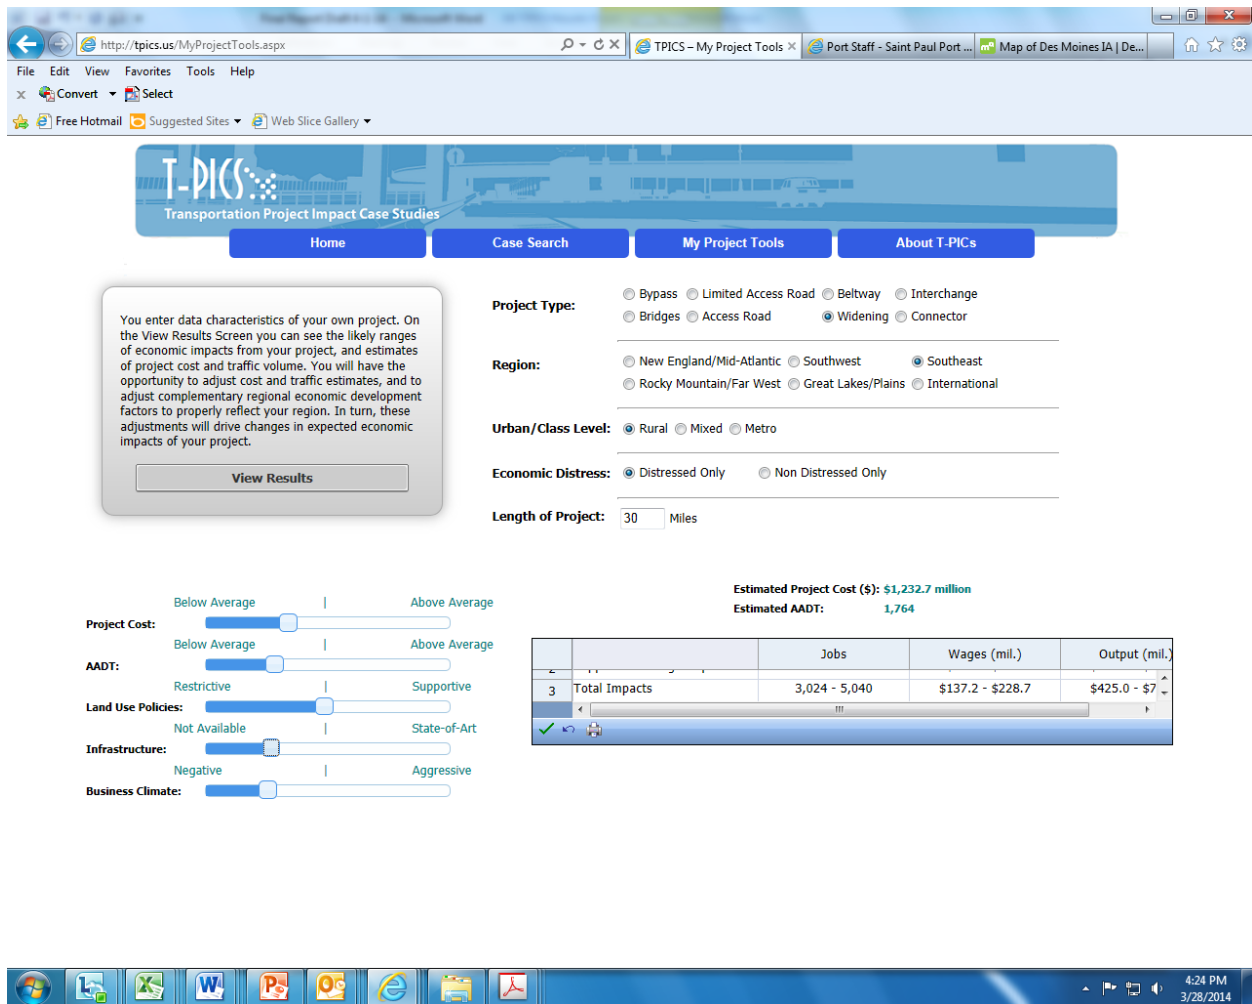 http://tpics.us/MyProjectTools.aspx
TPICS – My Project Tools
Port Staff - Saint Paul Port ...
Map of Des Moines IA | De...
File Edit View Favorites Tools Help
x Convert Select
Free Hotmail Suggested Sites Web Slice Gallery
T-PICS
Transportation Project Impact Case Studies
Home Case Search My Project Tools About T-PICs
You enter data characteristics of your own project. On
the View Results Screen you can see the likely ranges
of economic impacts from your project, and estimates
of project cost and traffic volume. You will have the
opportunity to adjust cost and traffic estimates, and to
adjust complementary regional economic development
factors to properly reflect your region. In turn, these
adjustments will drive changes in expected economic
impacts of your project.
View Results
Project Type:
Bypass Limited Access Road Beltway Interchange
Bridges Access Road Widening Connector
Region:
New England/Mid-Atlantic Southwest Southeast
Rocky Mountain/Far West Great Lakes/Plains International
Urban/Class Level: Rural Mixed Metro
Economic Distress: Distressed Only Non Distressed Only
Length of Project: 30 Miles
Below Average | Above Average
Project Cost:
Below Average | Above Average
AADT:
Restrictive | Supportive
Land Use Policies:
Not Available | State-of-Art
Infrastructure:
Negative | Aggressive
Business Climate:
Estimated Project Cost ($): $1,232.7 million
Estimated AADT: 1,764
Jobs Wages (mil.) Output (mil.)
3 Total Impacts 3,024 - 5,040 $137.2 - $228.7 $425.0 - $7
4:24 PM
3/28/2014